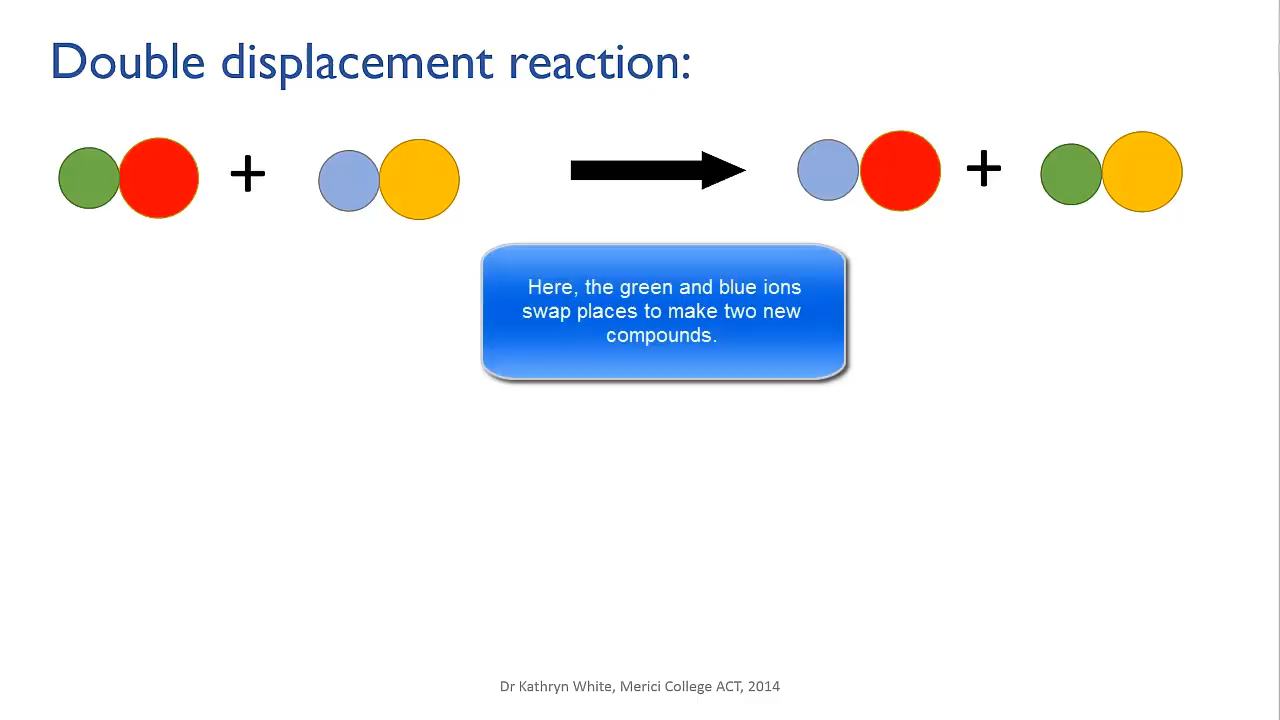 Double displacement reaction:
+
+
Here, the green and blue ions
swap places to make two new
compounds.
Dr Kathryn White, Merici College ACT, 2014